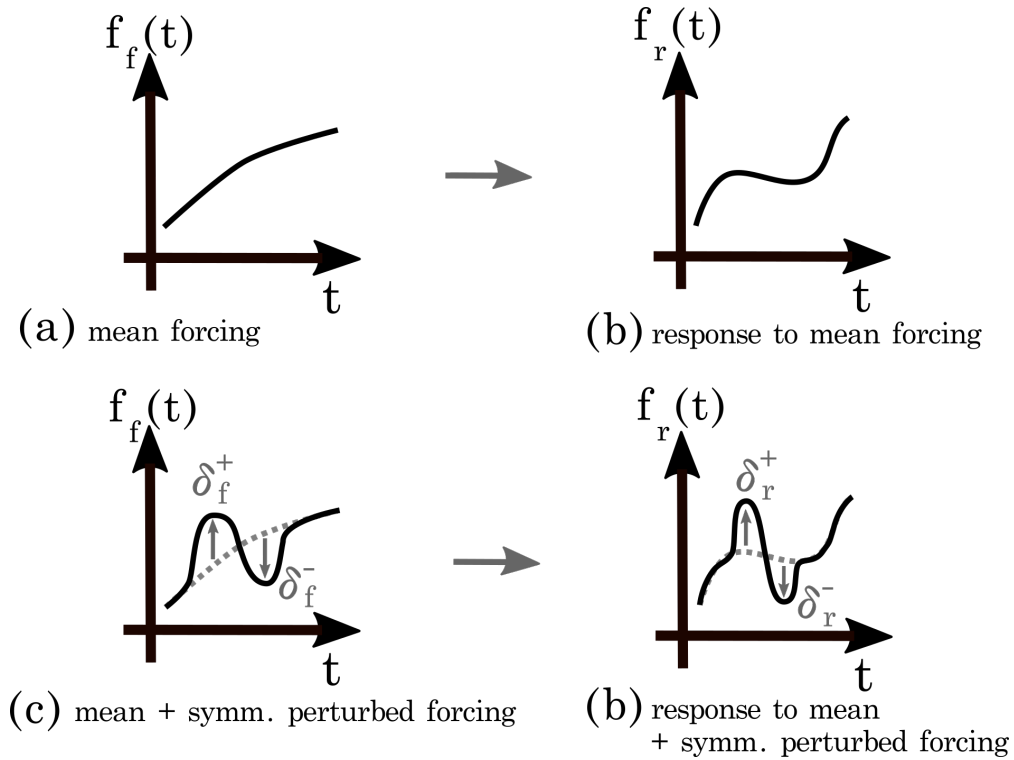 f_f(t)
f_r(t)
t
t
(a) mean forcing
(b) response to mean forcing
f_f(t)
f_r(t)
δ_f^+
δ_r^+
δ_f^-
δ_r^-
t
t
(c) mean + symm. perturbed forcing
(b) response to mean
+ symm. perturbed forcing